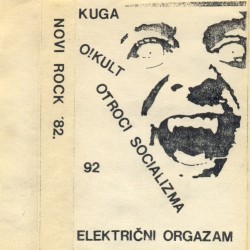 NOVI ROCK '82.
KUGA
O!KULT
OTROCI SOCIALIZMA
92
ELEKTRIČNI ORGAZAM